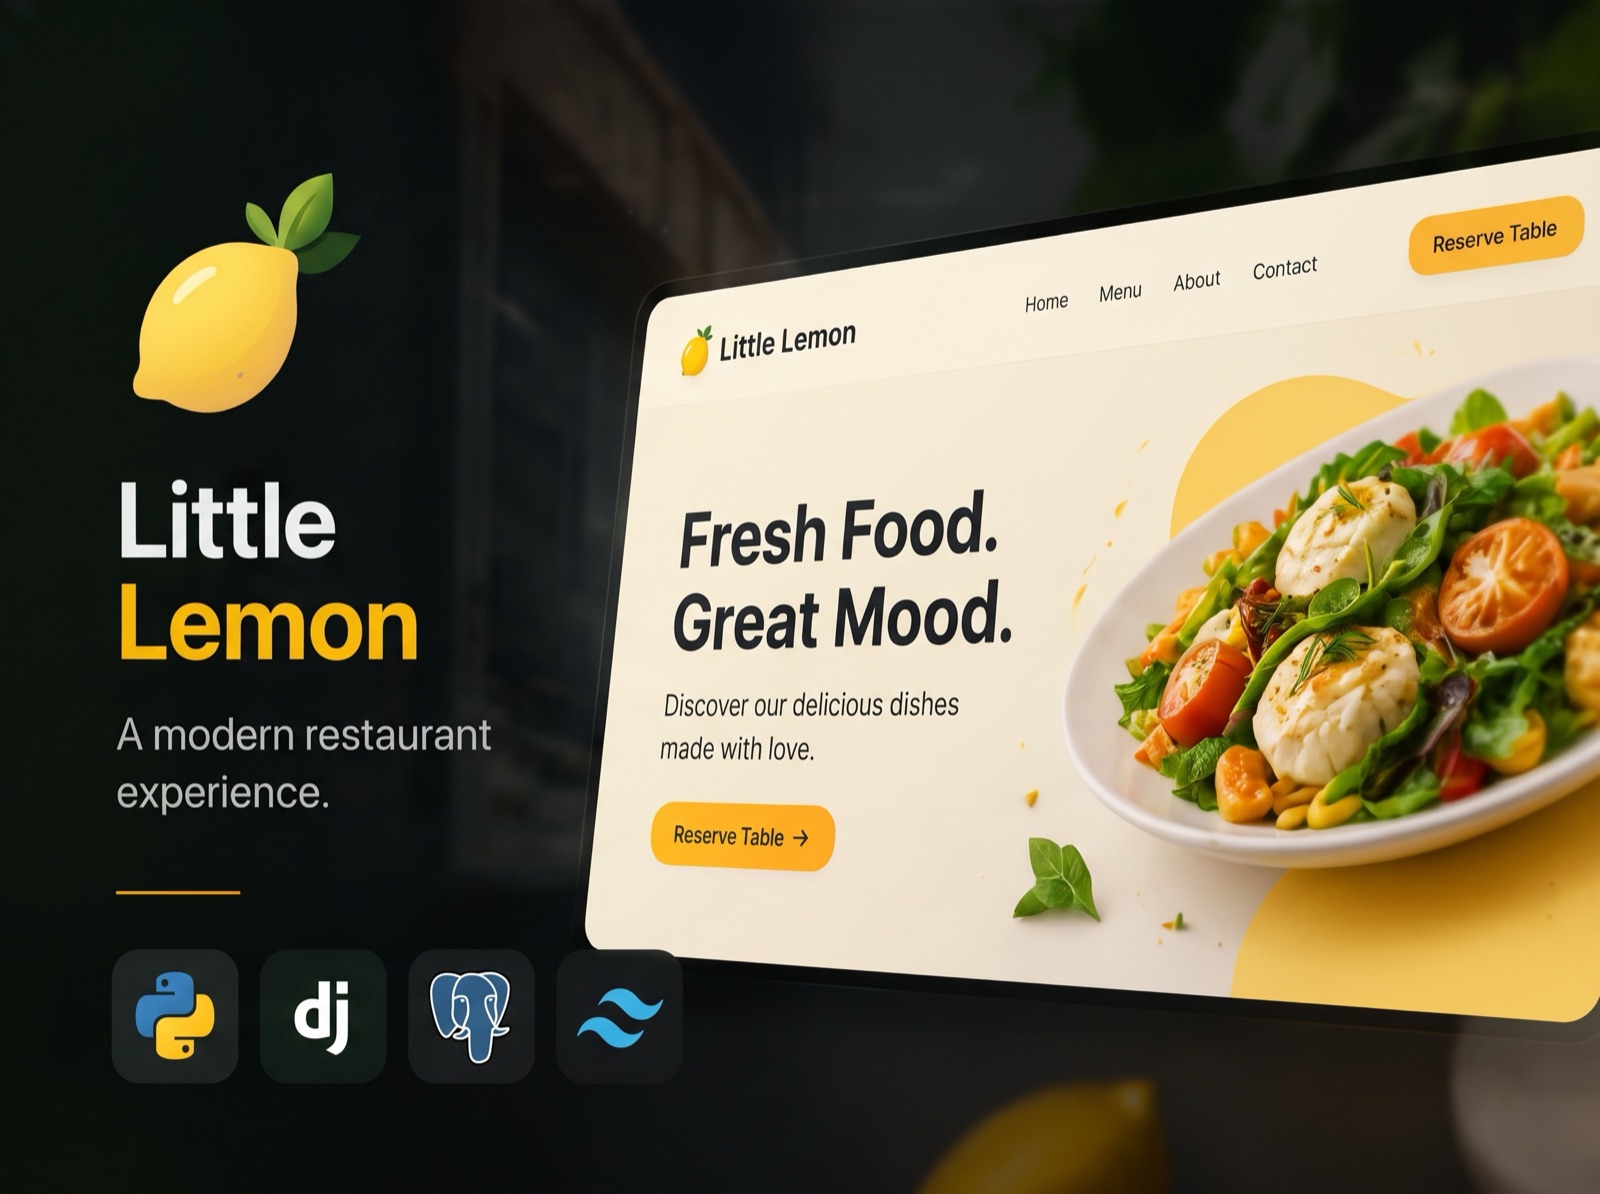 Little
Lemon
A modern restaurant
experience.
dj
Little Lemon
Home
Menu
About
Contact
Reserve Table
Fresh Food.
Great Mood.
Discover our delicious dishes
made with love.
Reserve Table →